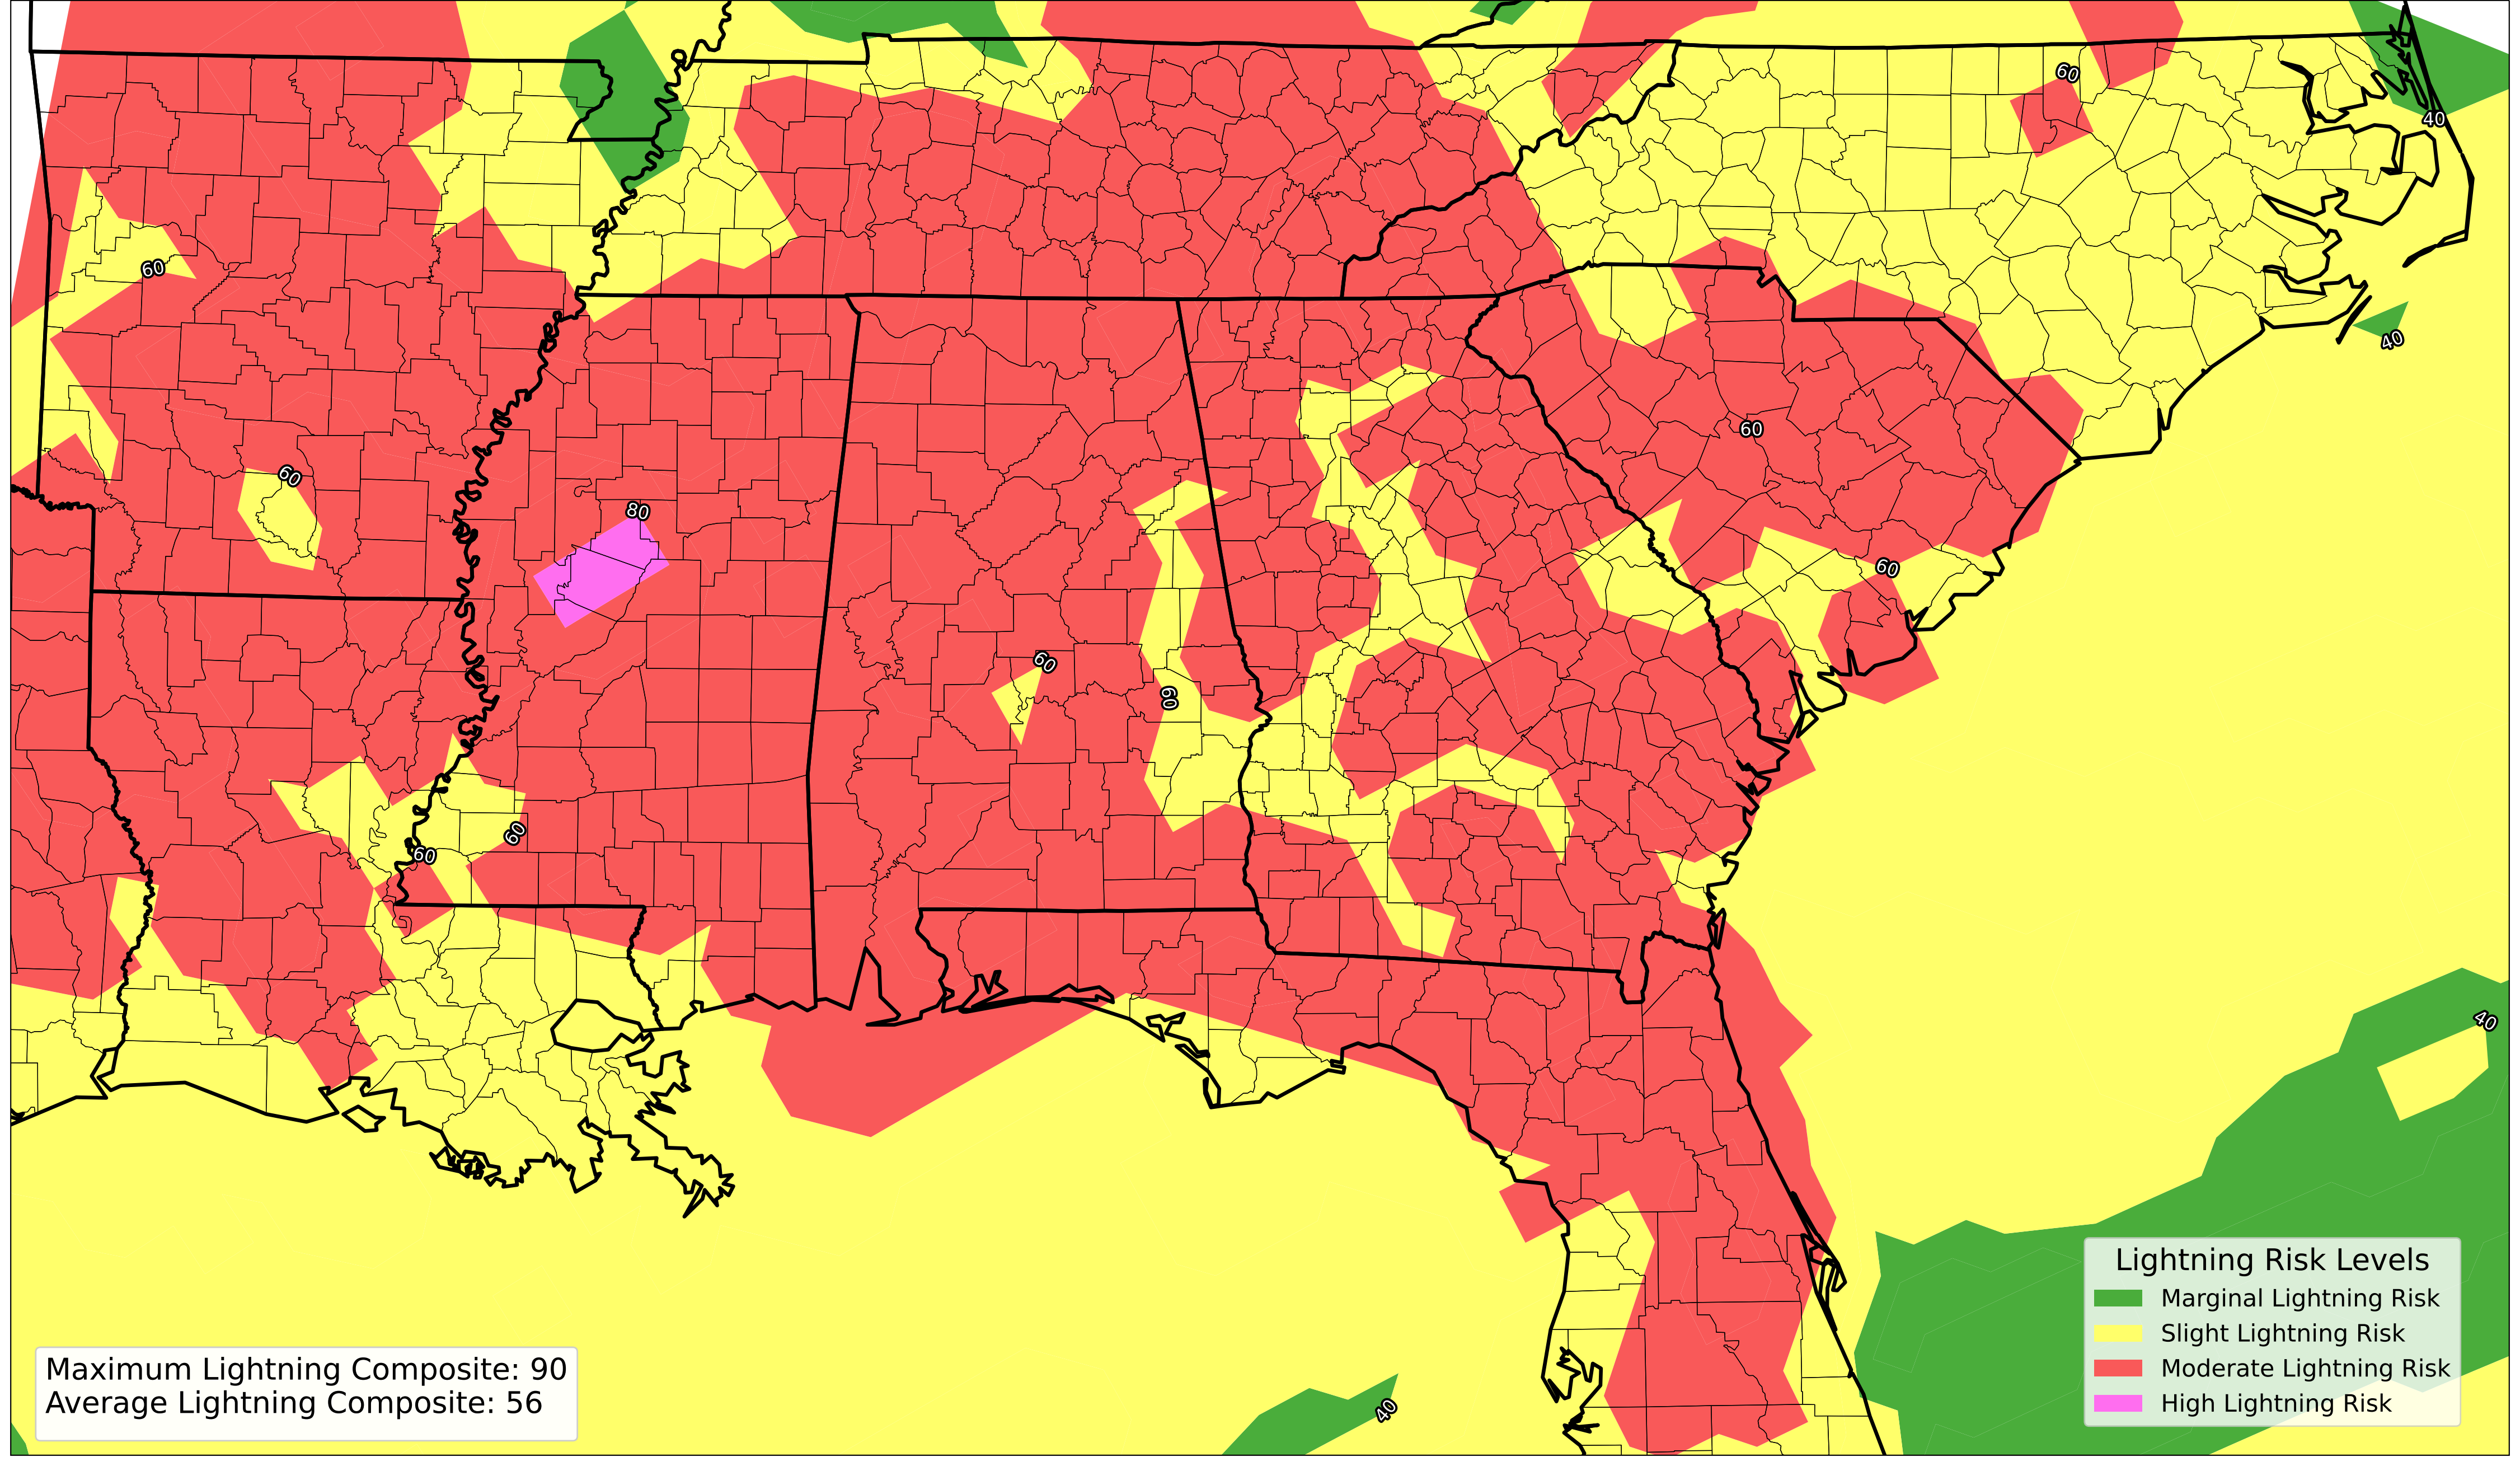 60
40
60
40
60
60
80
60
60
60
60
60
40
Lightning Risk Levels
Marginal Lightning Risk
Slight Lightning Risk
Moderate Lightning Risk
High Lightning Risk
Maximum Lightning Composite: 90
Average Lightning Composite: 56
40